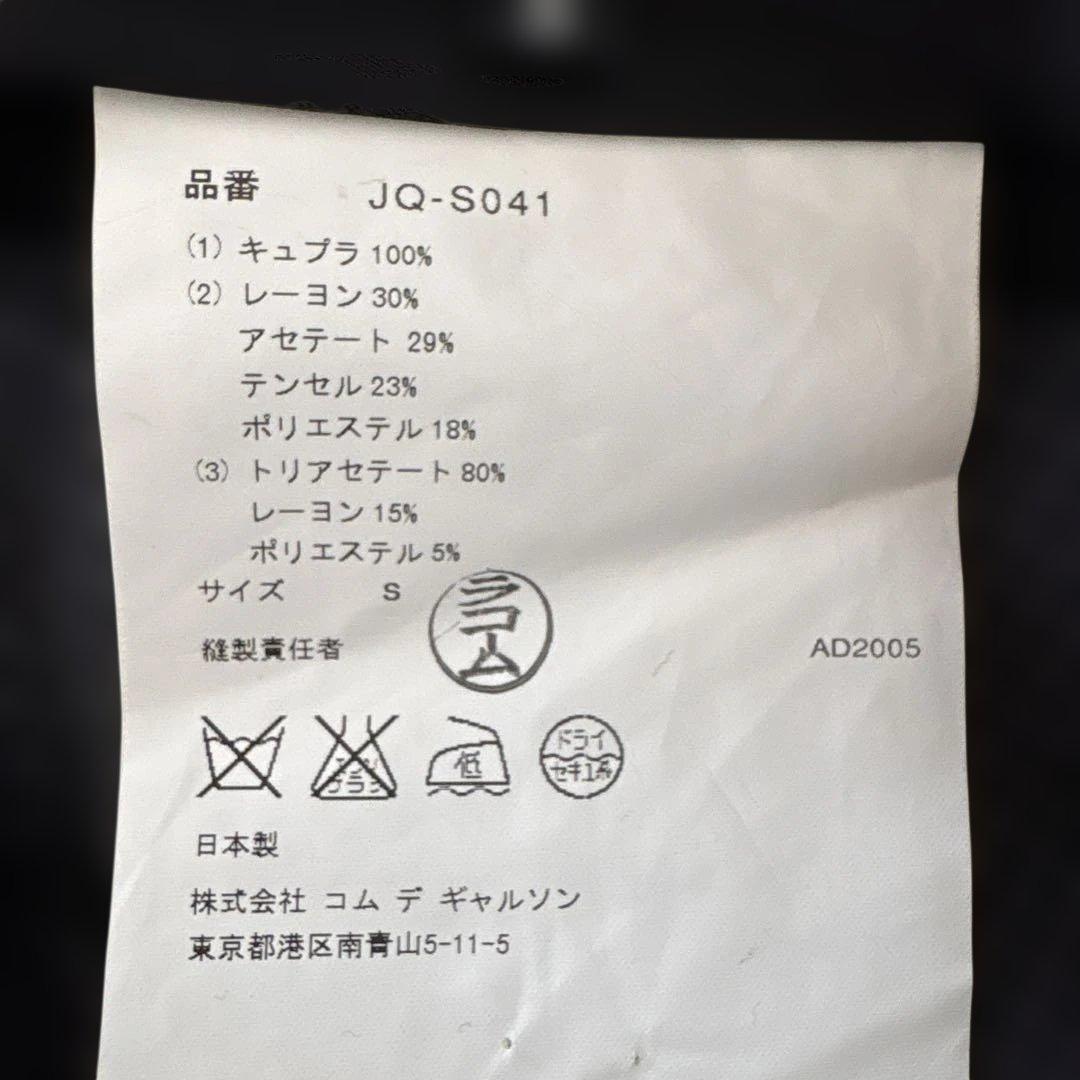 品番 JQ-S041
(1) キュプラ 100%
(2) レーヨン 30%
アセテート 29%
テンセル 23%
ポリエステル 18%
(3) トリアセテート 80%
レーヨン 15%
ポリエステル 5%
サイズ S
ラコーム
縫製責任者 AD2005
低 ドライ
セキユ系
日本製
株式会社 コム デ ギャルソン
東京都港区南青山5-11-5